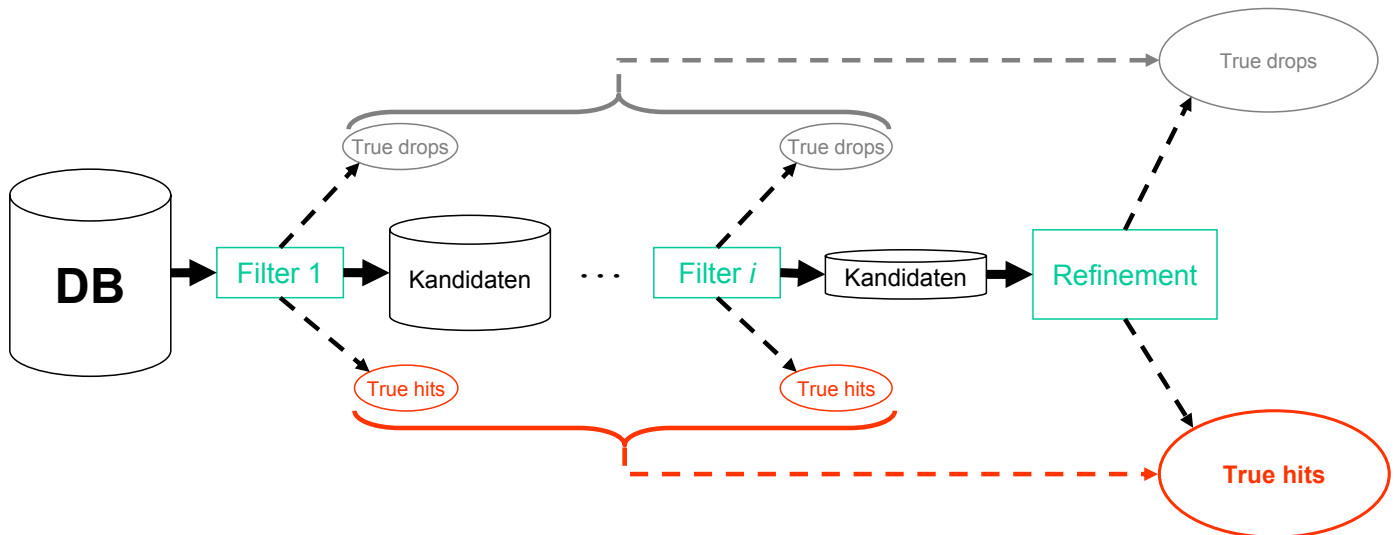 True drops
True drops
True drops
DB
Filter 1
Kandidaten
...
Filter i
Kandidaten
Refinement
True hits
True hits
True hits